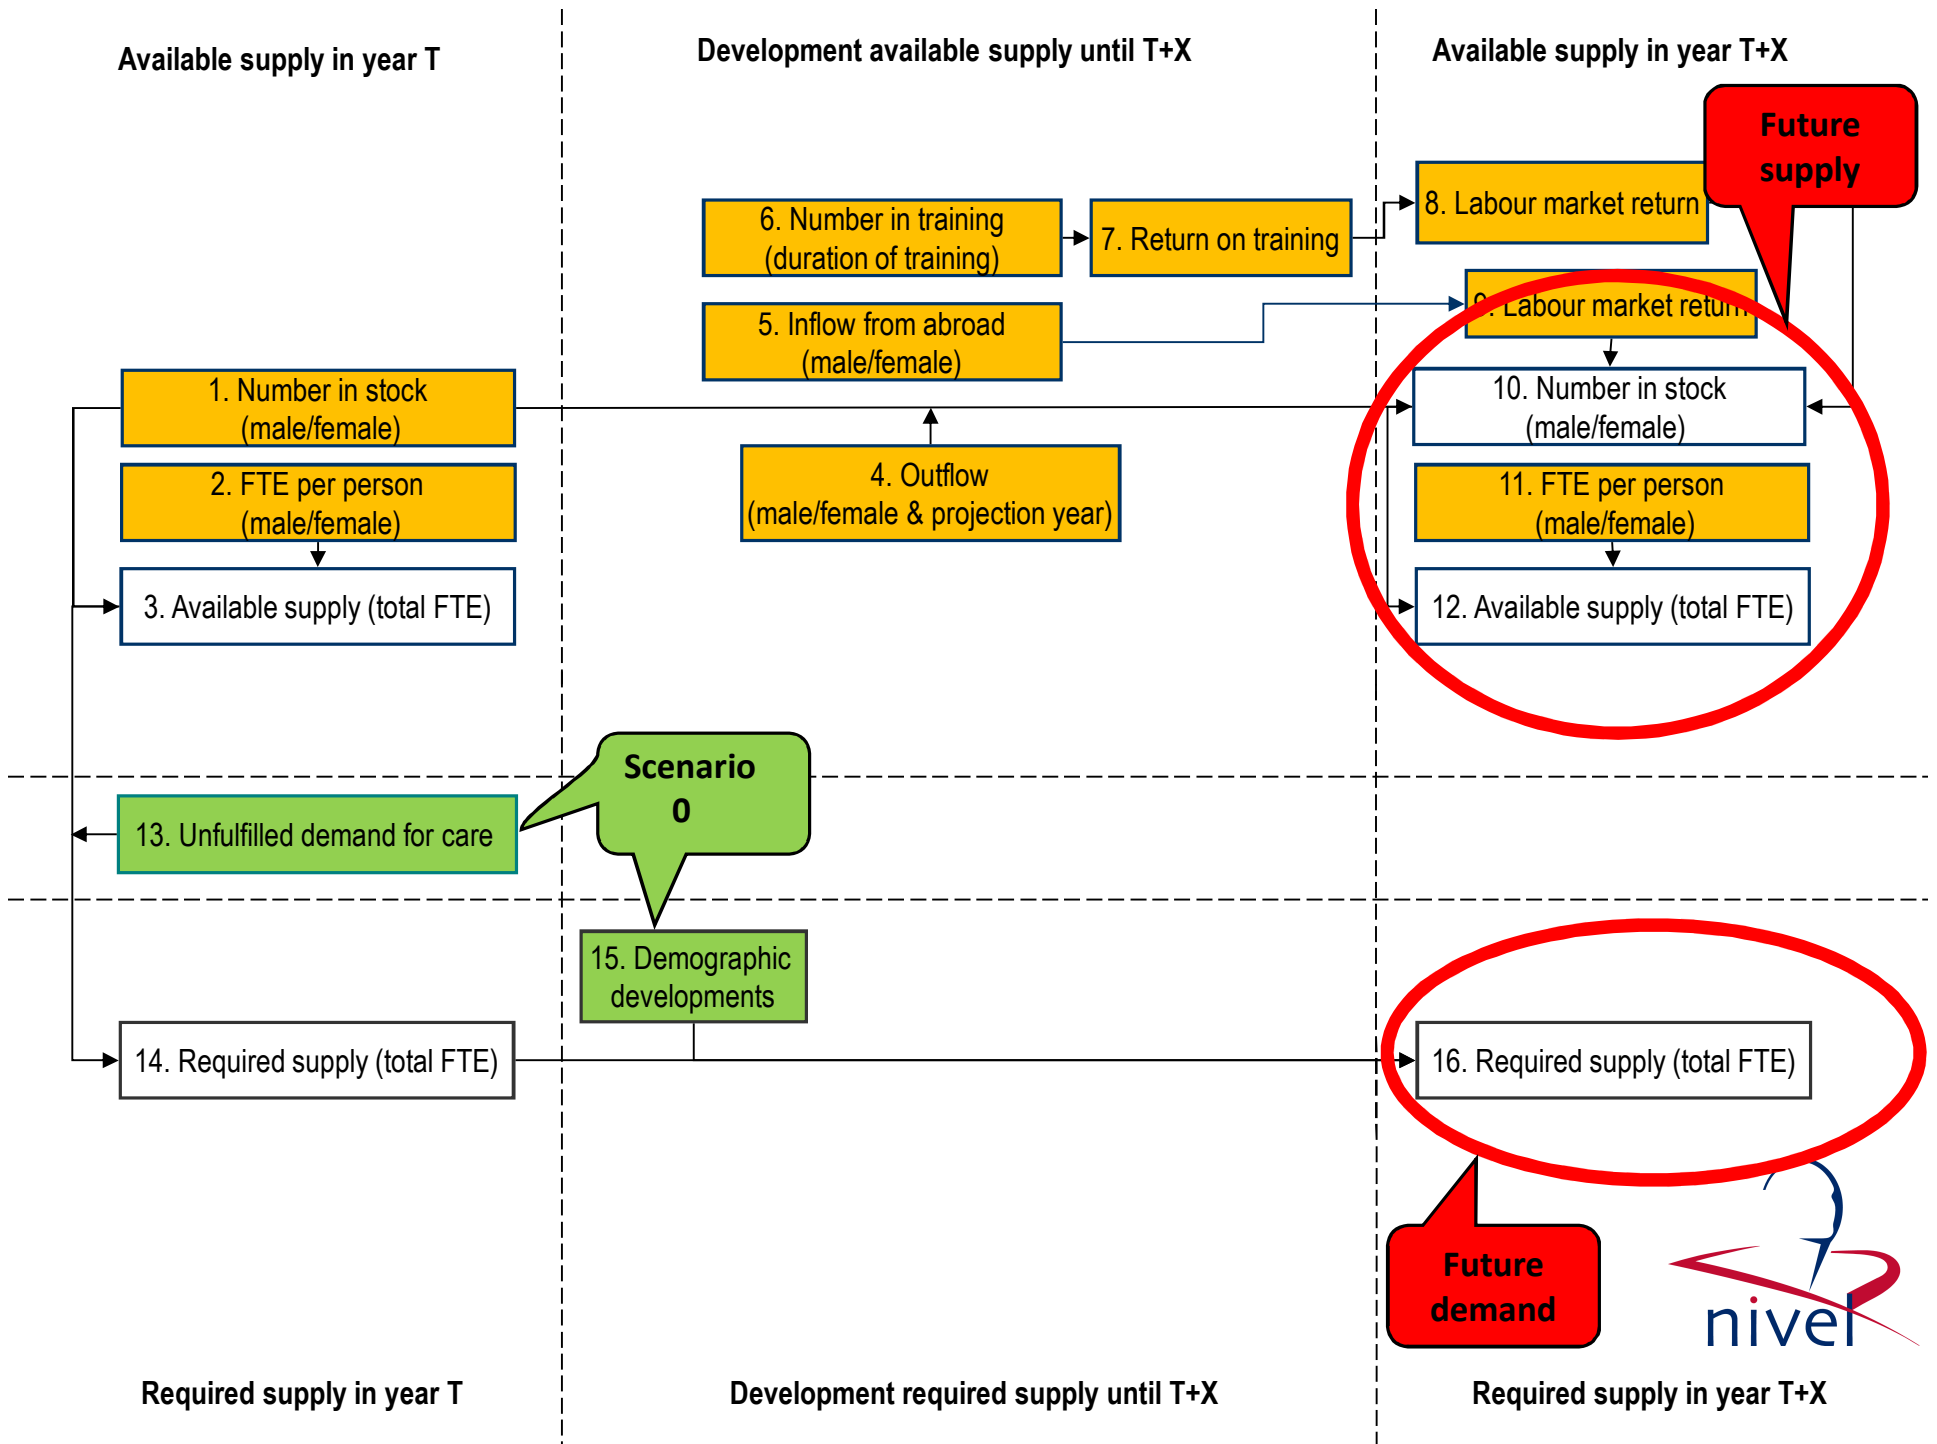 Available supply in year T
Development available supply until T+X
Available supply in year T+X
Future
supply
6. Number in training
(duration of training)
7. Return on training
8. Labour market return
5. Inflow from abroad
(male/female)
9. Labour market return
1. Number in stock
(male/female)
10. Number in stock
(male/female)
2. FTE per person
(male/female)
4. Outflow
(male/female & projection year)
11. FTE per person
(male/female)
3. Available supply (total FTE)
12. Available supply (total FTE)
Scenario
0
13. Unfulfilled demand for care
15. Demographic
developments
14. Required supply (total FTE)
16. Required supply (total FTE)
Future
demand
nivel
Required supply in year T
Development required supply until T+X
Required supply in year T+X